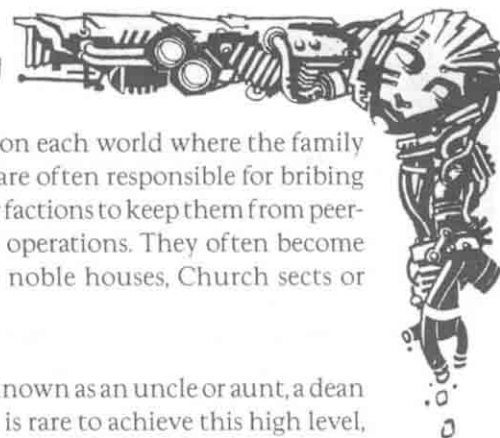 on each world where the family
are often responsible for bribing
factions to keep them from peer-
operations. They often become
noble houses, Church sects or
nown as an uncle or aunt, a dean
is rare to achieve this high level,